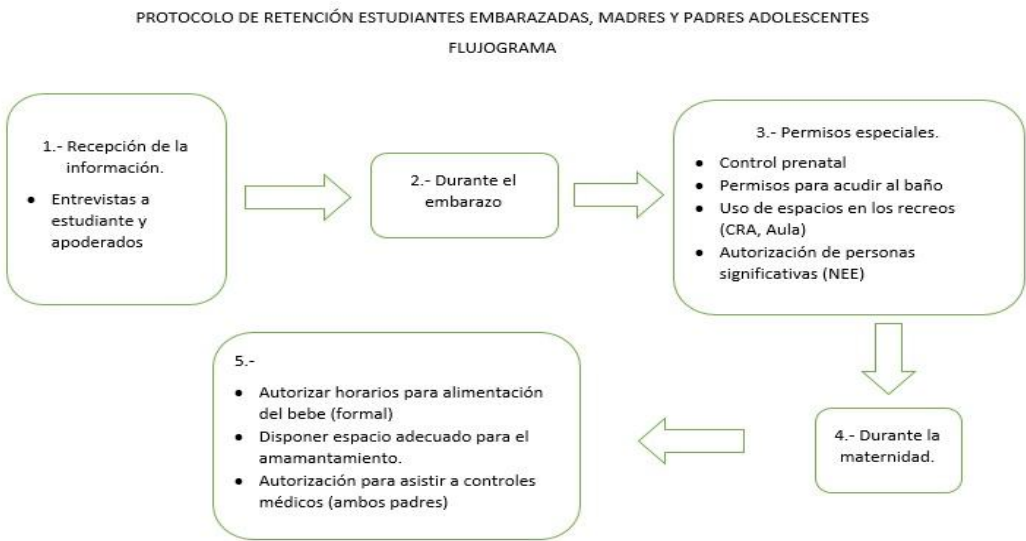 PROTOCOLO DE RETENCIÓN ESTUDIANTES EMBARAZADAS, MADRES Y PADRES ADOLESCENTES
FLUJOGRAMA
1.- Recepción de la
información.
● Entrevistas a
estudiante y
apoderados
2.- Durante el
embarazo
3.- Permisos especiales.
● Control prenatal
● Permisos para acudir al baño
● Uso de espacios en los recreos
(CRA, Aula)
● Autorización de personas
significativas (NEE)
4.- Durante la
maternidad.
5.-
● Autorizar horarios para alimentación
del bebe (formal)
● Disponer espacio adecuado para el
amamantamiento.
● Autorización para asistir a controles
médicos (ambos padres)